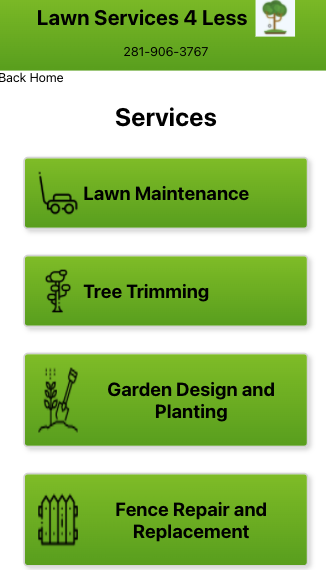 Lawn Services 4 Less
281-906-3767
Back Home
Services
Lawn Maintenance
Tree Trimming
Garden Design and
Planting
Fence Repair and
Replacement